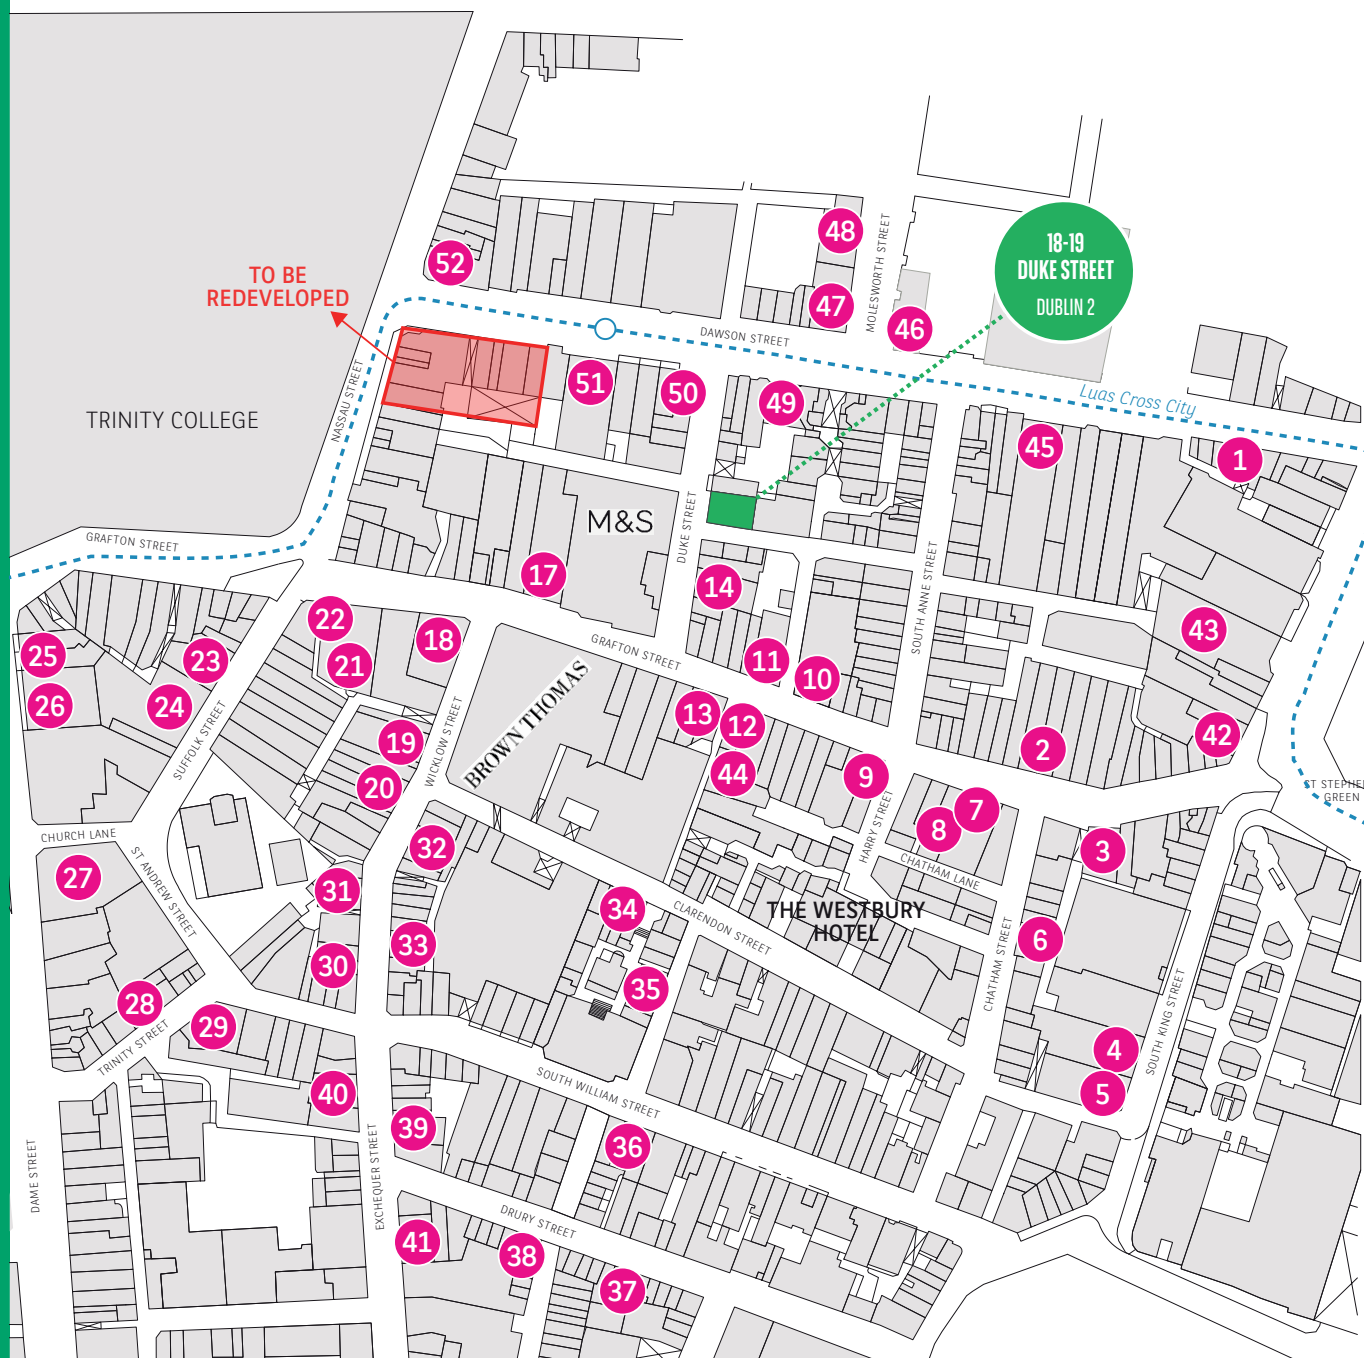 48
18-19
DUKE STREET
DUBLIN 2
MOLESWORTH STREET
52
TO BE
REDEVELOPED
47
46
DAWSON STREET
51
50
49
Luas Cross City
NASSAU STREET
TRINITY COLLEGE
45
1
M&S
DUKE STREET
GRAFTON STREET
17
14
SOUTH ANNE STREET
22
18
43
25
23
21
GRAFTON STREET
11
10
26
24
BROWN THOMAS
13
12
42
SUFFOLK STREET
WICKLOW STREET
19
2
20
44
9
ST STEPHE
GREEN
7
8
HARRY STREET
CHURCH LANE
32
3
CHATHAM LANE
27
ST ANDREW STREET
31
34
CLARENDON STREET
THE WESTBURY
HOTEL
33
6
30
CHATHAM STREET
35
28
29
SOUTH KING STREET
TRINITY STREET
4
40
SOUTH WILLIAM STREET
5
39
36
DAME STREET
EXCHEQUER STREET
DRURY STREET
41
38
37